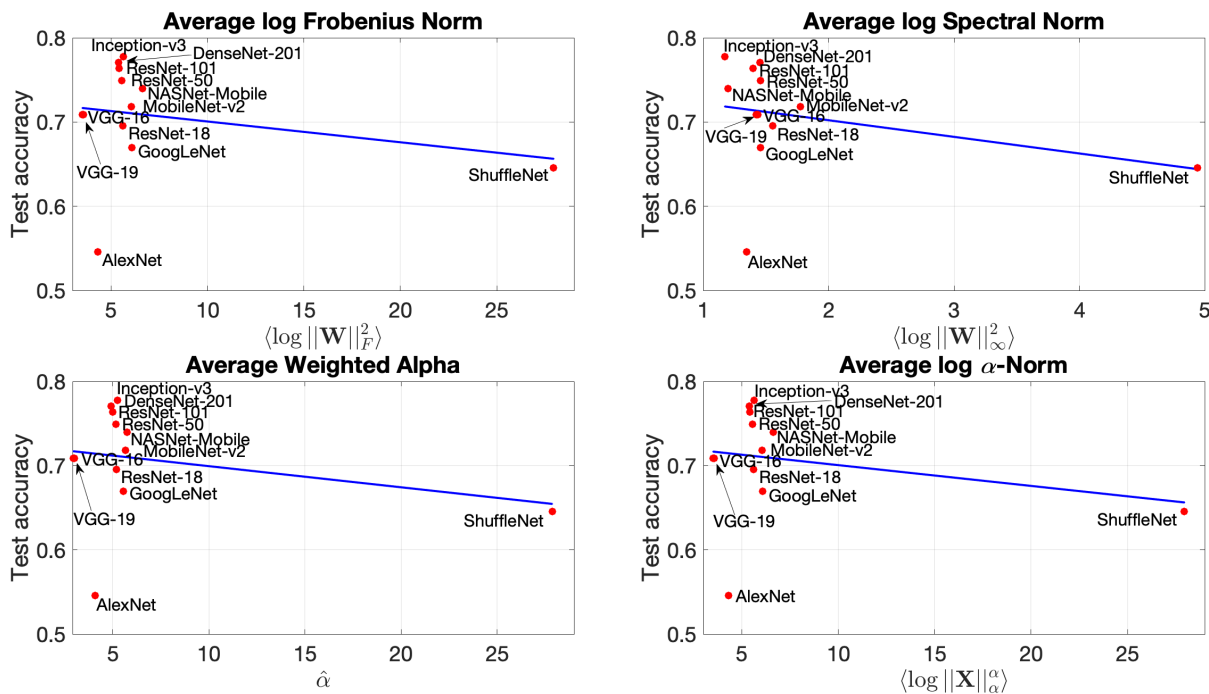 Average log Frobenius Norm
0.8
0.7
0.6
0.5
Test accuracy
Inception-v3
DenseNet-201
ResNet-101
ResNet-50
NASNet-Mobile
MobileNet-v2
VGG-16
ResNet-18
GoogLeNet
VGG-19
ShuffleNet
AlexNet
5 10 15 20 25
⟨log ||W||²_F⟩
Average log Spectral Norm
0.8
0.7
0.6
0.5
Test accuracy
Inception-v3
DenseNet-201
ResNet-101
ResNet-50
NASNet-Mobile
MobileNet-v2
VGG-16
VGG-19
ResNet-18
GoogLeNet
ShuffleNet
AlexNet
1 2 3 4 5
⟨log ||W||²_∞⟩
Average Weighted Alpha
0.8
0.7
0.6
0.5
Test accuracy
Inception-v3
DenseNet-201
ResNet-101
ResNet-50
NASNet-Mobile
MobileNet-v2
VGG-16
ResNet-18
GoogLeNet
VGG-19
ShuffleNet
AlexNet
5 10 15 20 25
α̂
Average log α-Norm
0.8
0.7
0.6
0.5
Test accuracy
Inception-v3
DenseNet-201
ResNet-101
ResNet-50
NASNet-Mobile
MobileNet-v2
VGG-16
ResNet-18
GoogLeNet
VGG-19
ShuffleNet
AlexNet
5 10 15 20 25
⟨log ||X||^α_α⟩